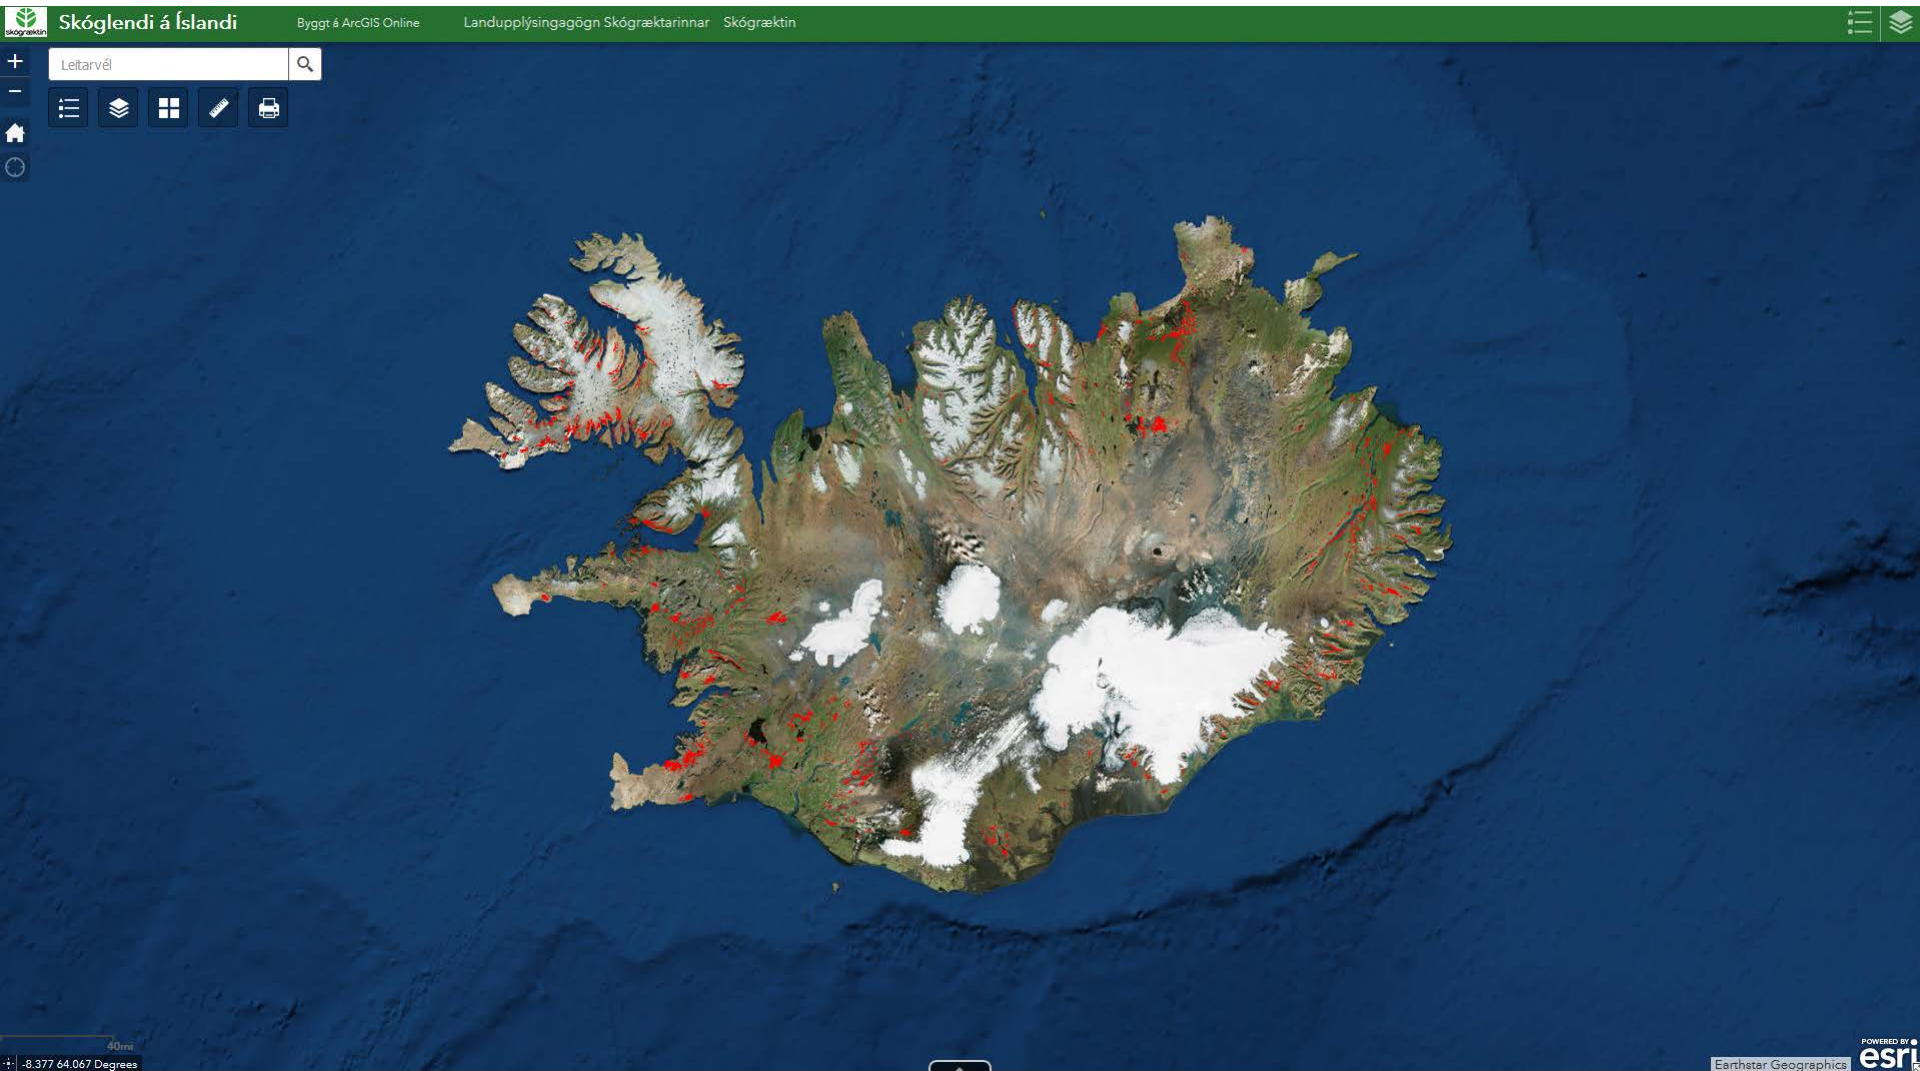 skógræktin
Skóglendi á Íslandi
Byggt á ArcGIS Online
Landupplýsingagögn Skógræktarinnar
Skógræktin
Leitarvél
40mi
-8.377 64.067 Degrees
Earthstar Geographics
POWERED BY
esri